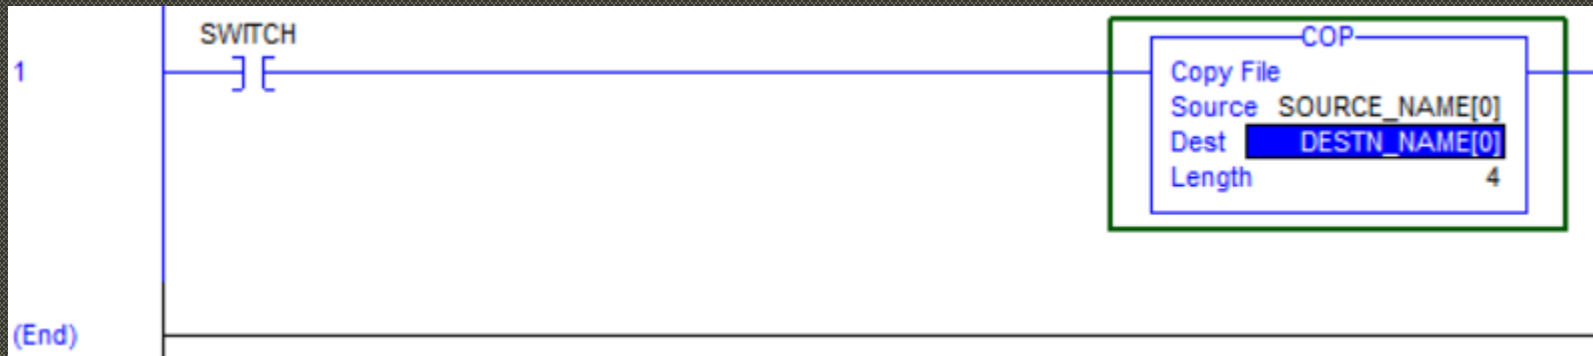 SWITCH
COP
1
Copy File
Source SOURCE_NAME[0]
Dest DESTN_NAME[0]
Length 4
(End)